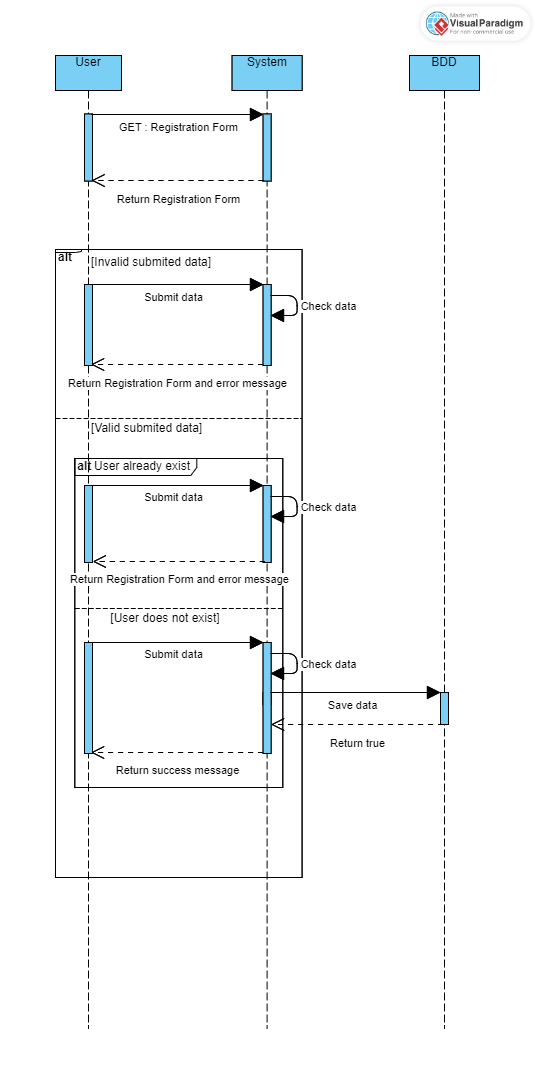 Made with
VisualParadigm
For non-commercial use
User
System
BDD
GET : Registration Form
Return Registration Form
alt
[Invalid submited data]
Submit data
Check data
Return Registration Form and error message
[Valid submited data]
alt User already exist
Submit data
Check data
Return Registration Form and error message
[User does not exist]
Submit data
Check data
Save data
Return true
Return success message